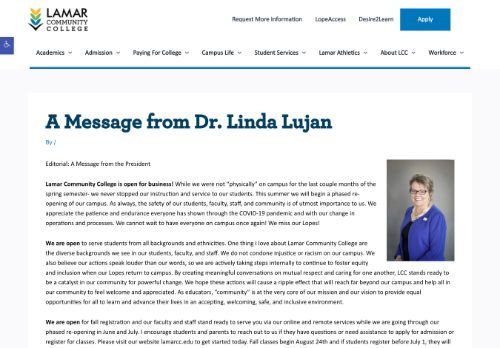 LAMAR
COMMUNITY
COLLEGE
Request More Information LopeAccess Desire2Learn Apply
Academics Admission Paying For College Campus Life Student Services Lamar Athletics About LCC Workforce
A Message from Dr. Linda Lujan
By /
Editorial: A Message from the President
Lamar Community College is open for business! While we were not "physically" on campus for the last couple months of the
spring semester- we never stopped our instruction and service to our students. This summer we will begin a phased re-
opening of our campus. As always, the safety of our students, faculty, staff, and community is of utmost importance to us. We
appreciate the patience and endurance everyone has shown through the COVID-19 pandemic and with our change in
operations and processes. We cannot wait to have everyone on campus once again! We miss our Lopes!
We are open to serve students from all backgrounds and ethnicities. One thing I love about Lamar Community College are
the diverse backgrounds we see in our students, faculty, and staff. We do not condone injustice or racism on our campus. We
also believe our actions speak louder than our words, so we are actively taking steps internally to continue to foster equity
and inclusion when our Lopes return to campus. By creating meaningful conversations on mutual respect and caring for one another, LCC stands ready to
be a catalyst in our community for powerful change. We hope these actions will cause a ripple effect that will reach far beyond our campus and help all in
our community to feel welcome and appreciated. As educators, "community" is at the very core of our mission and our vision to provide equal
opportunities for all to learn and advance their lives in an accepting, welcoming, safe, and inclusive environment.
We are open for fall registration and our faculty and staff stand ready to serve you via our online and remote services while we are going through our
phased re-opening in June and July. I encourage students and parents to reach out to us if they have questions or need assistance to apply for admission or
register for classes. Please visit our website lamarcc.edu to get started today. Fall classes begin August 24th and if students register before July 1, they will